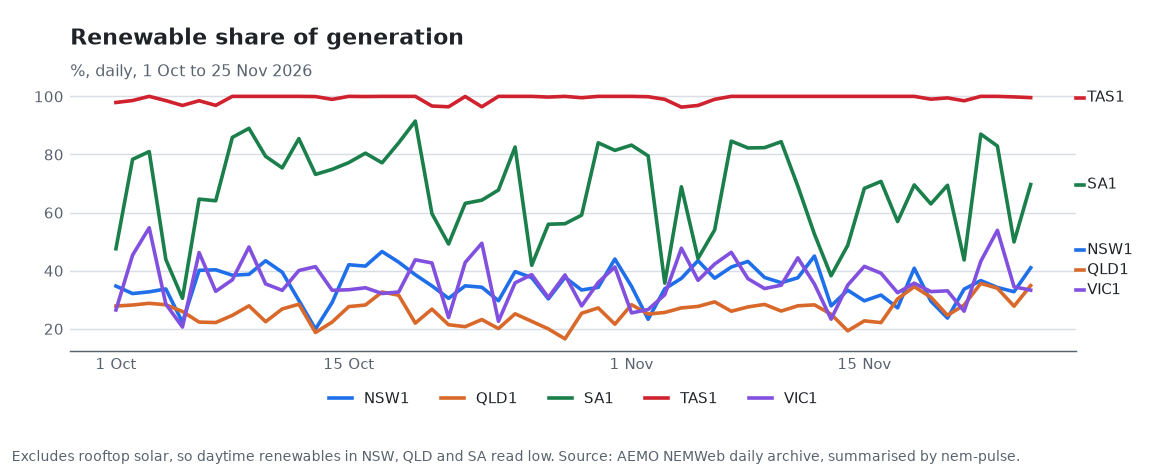 Renewable share of generation
%, daily, 1 Oct to 25 Nov 2026
100
80
60
40
20
TAS1
SA1
NSW1
QLD1
VIC1
1 Oct
15 Oct
1 Nov
15 Nov
NSW1 QLD1 SA1 TAS1 VIC1
Excludes rooftop solar, so daytime renewables in NSW, QLD and SA read low. Source: AEMO NEMWeb daily archive, summarised by nem-pulse.